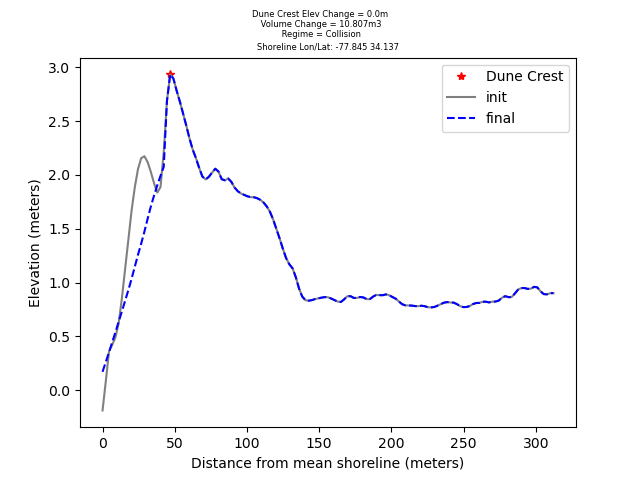 Dune Crest Elev Change = 0.0m
Volume Change = 10.807m3
Regime = Collision
Shoreline Lon/Lat: -77.845 34.137
Dune Crest
init
final
3.0
2.5
2.0
1.5
1.0
0.5
0.0
Elevation (meters)
0 50 100 150 200 250 300
Distance from mean shoreline (meters)